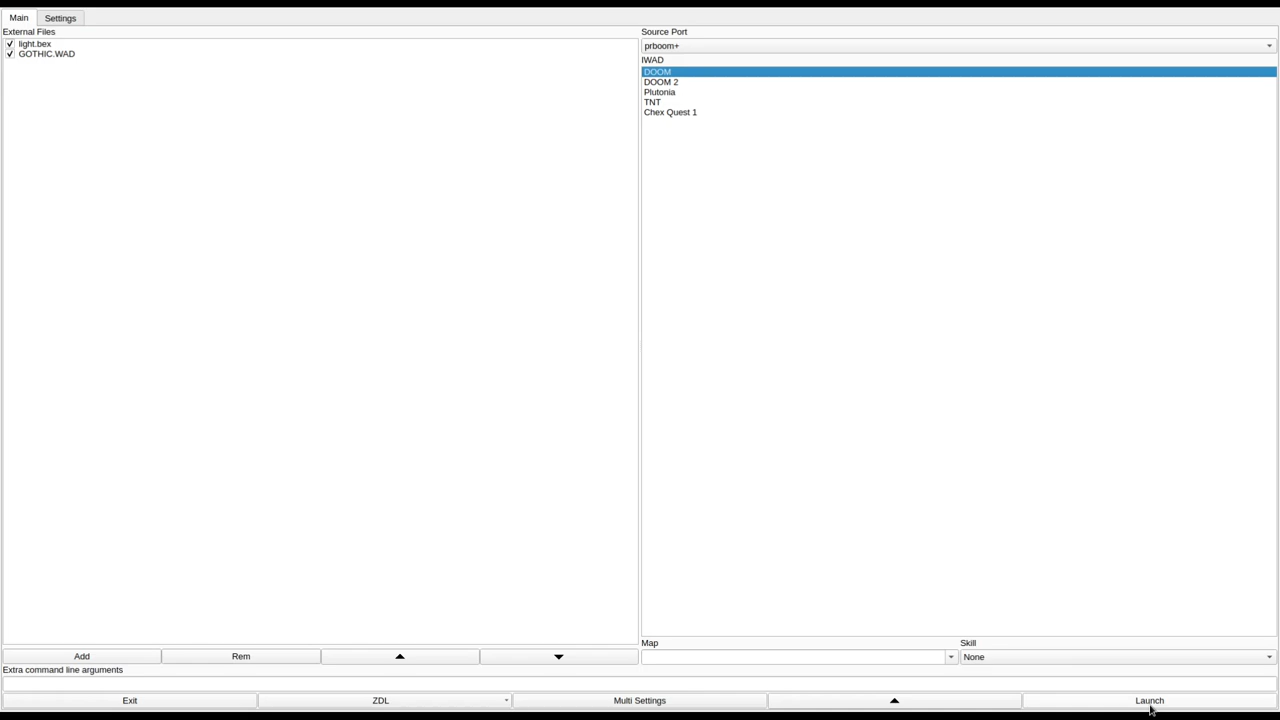 Main
Settings
External Files
light.bex
GOTHIC.WAD
Add
Rem
Source Port
prboom+
IWAD
DOOM
DOOM 2
Plutonia
TNT
Chex Quest 1
Map
Skill
None
Extra command line arguments
Exit
ZDL
Multi Settings
Launch